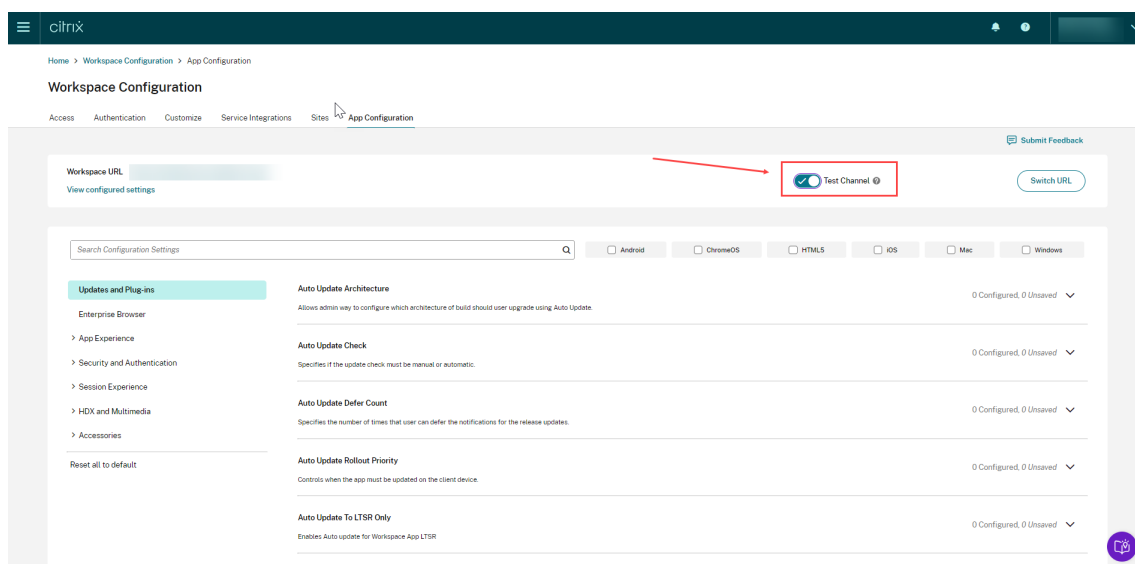 citrix
Home > Workspace Configuration > App Configuration
Workspace Configuration
Access Authentication Customize Service Integrations Sites App Configuration
Submit Feedback
Workspace URL
View configured settings
Test Channel
Switch URL
Search Configuration Settings
Android ChromeOS HTML5 iOS Mac Windows
Updates and Plug-ins
Enterprise Browser
> App Experience
> Security and Authentication
> Session Experience
> HDX and Multimedia
> Accessories
Reset all to default
Auto Update Architecture
Allows admin way to configure which architecture of build should user upgrade using Auto Update.
0 Configured, 0 Unsaved
Auto Update Check
Specifies if the update check must be manual or automatic.
0 Configured, 0 Unsaved
Auto Update Defer Count
Specifies the number of times that user can defer the notifications for the release updates.
0 Configured, 0 Unsaved
Auto Update Rollout Priority
Controls when the app must be updated on the client device.
0 Configured, 0 Unsaved
Auto Update To LTSR Only
Enables Auto update for Workspace App LTSR
0 Configured, 0 Unsaved